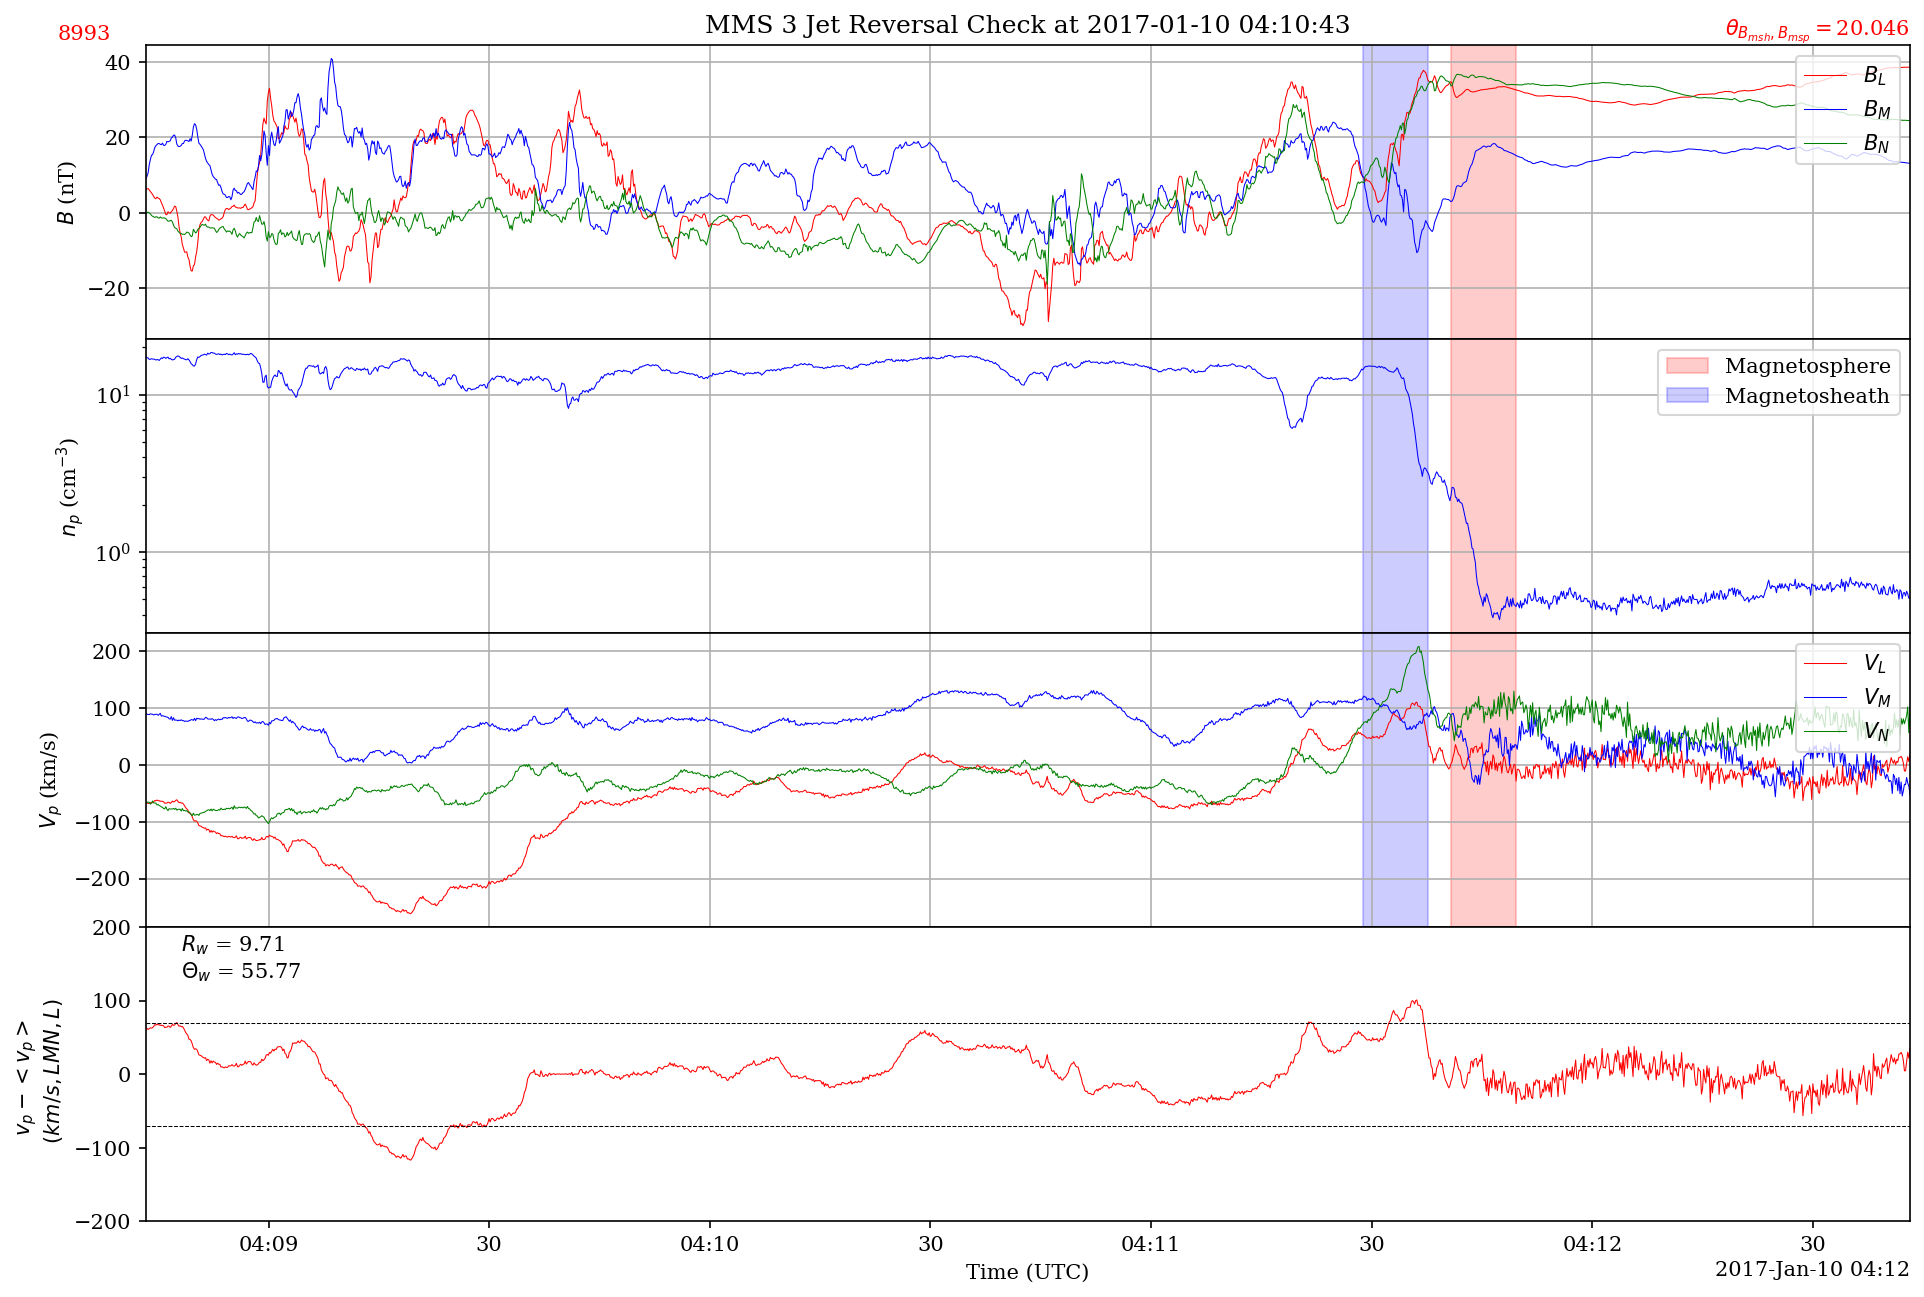 MMS 3 Jet Reversal Check at 2017-01-10 04:10:43
8993
θ_{B_{msh}, B_{msp}} = 20.046
40
20
0
−20
B (nT)
B_L
B_M
B_N
10^1
10^0
n_p (cm^{−3})
Magnetosphere
Magnetosheath
200
100
0
−100
−200
V_p (km/s)
V_L
V_M
V_N
200
100
0
−100
−200
v_p − < v_p >
(km/s, LMN, L)
R_w = 9.71
Θ_w = 55.77
04:09
30
04:10
30
04:11
30
04:12
30
Time (UTC)
2017-Jan-10 04:12